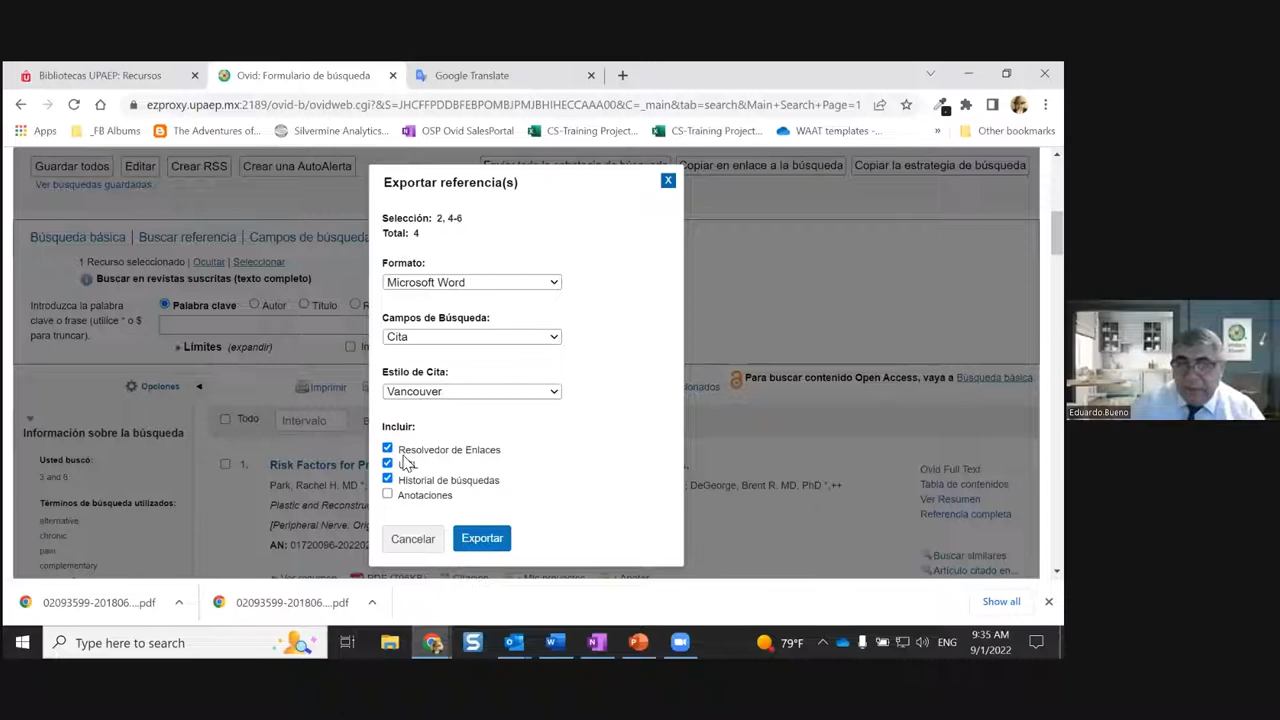 Bibliotecas UPAEP: Recursos
Ovid: Formulario de búsqueda
Google Translate
ezproxy.upaep.mx:2189/ovid-b/ovidweb.cgi?&S=JHCFFPDDBFEBPOMBJPMJBHIHECCAAA00&C=_main&tab=search&Main+Search+Page=1
Apps
_FB Albums
The Adventures of...
Silvermine Analytic...
OSP Ovid SalesPortal
CS-Training Project...
CS-Training Project...
WAAT templates -...
»
Other bookmarks
Guardar todos
Editar
Crear RSS
Crear una AutoAlerta
Copiar en enlace a la búsqueda
Copiar la estrategia de búsqueda
Ver búsquedas guardadas
Búsqueda básica | Buscar referencia | Campos de búsqueda
1 Recurso seleccionado | Ocultar | Seleccionar
Buscar en revistas suscritas (texto completo)
Introduzca la palabra
clave o frase (utilice * o $
para truncar).
Palabra clave
Autor
Título
Límites (expandir)
Opciones
Imprimir
Para buscar contenido Open Access, vaya a Búsqueda básica
Todo
Intervalo
Información sobre la búsqueda
Usted buscó:
3 and 6
Términos de búsqueda utilizados:
alternative
chronic
pain
complementary
1.
Risk Factors for Pr
Park, Rachel H. MD *,
DeGeorge, Brent R. MD, PhD *,++
Plastic and Reconstru
[Peripheral Nerve. Orig
AN: 01720096-202202
Ovid Full Text
Tabla de contenidos
Ver Resumen
Referencia completa
Buscar similares
Artículo citado en...
Exportar referencia(s)
X
Selección: 2, 4-6
Total: 4
Formato:
Microsoft Word
Campos de Búsqueda:
Cita
Estilo de Cita:
Vancouver
Incluir:
Resolvedor de Enlaces
Historial de búsquedas
Anotaciones
Cancelar
Exportar
Eduardo.Bueno
02093599-201806....pdf
02093599-201806....pdf
Show all
Type here to search
79°F
ENG
9:35 AM
9/1/2022